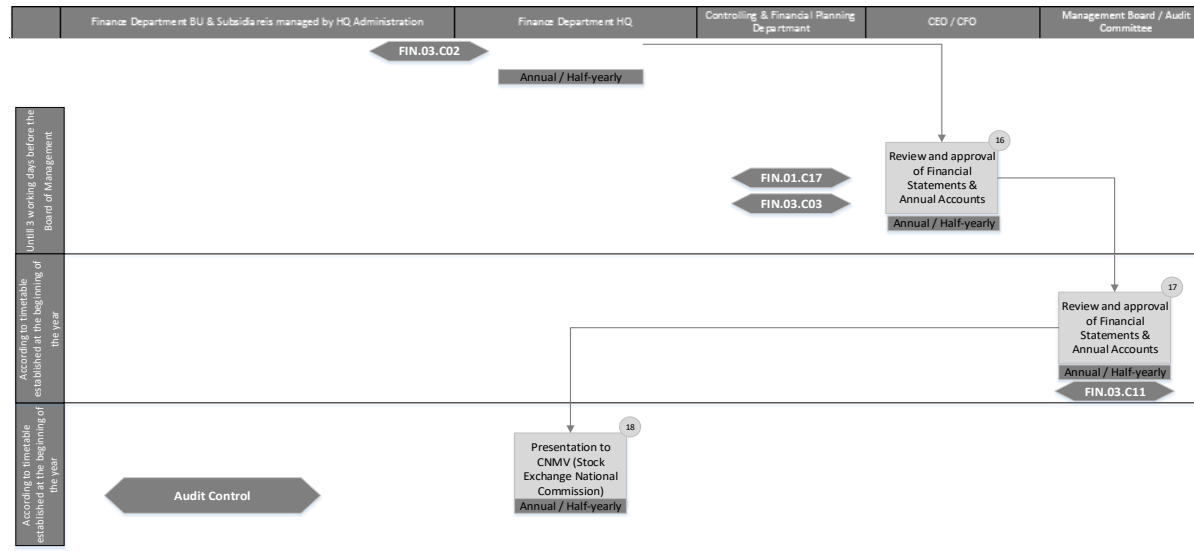 Finance Department BU & Subsidiareis managed by HQ Administration
Finance Department HQ
Controlling & Financial Planning
Departmant
CEO / CFO
Management Board / Audit
Committee
FIN.03.C02
Annual / Half-yearly
Untill 3 working days before the
Board of Management
16
Review and approval
of Financial
Statements &
Annual Accounts
Annual / Half-yearly
FIN.01.C17
FIN.03.C03
According to timetable
established at the beginning of
the year
17
Review and approval
of Financial
Statements &
Annual Accounts
Annual / Half-yearly
FIN.03.C11
According to timetable
established at the beginning of
the year
18
Presentation to
CNMV (Stock
Exchange National
Commission)
Annual / Half-yearly
Audit Control